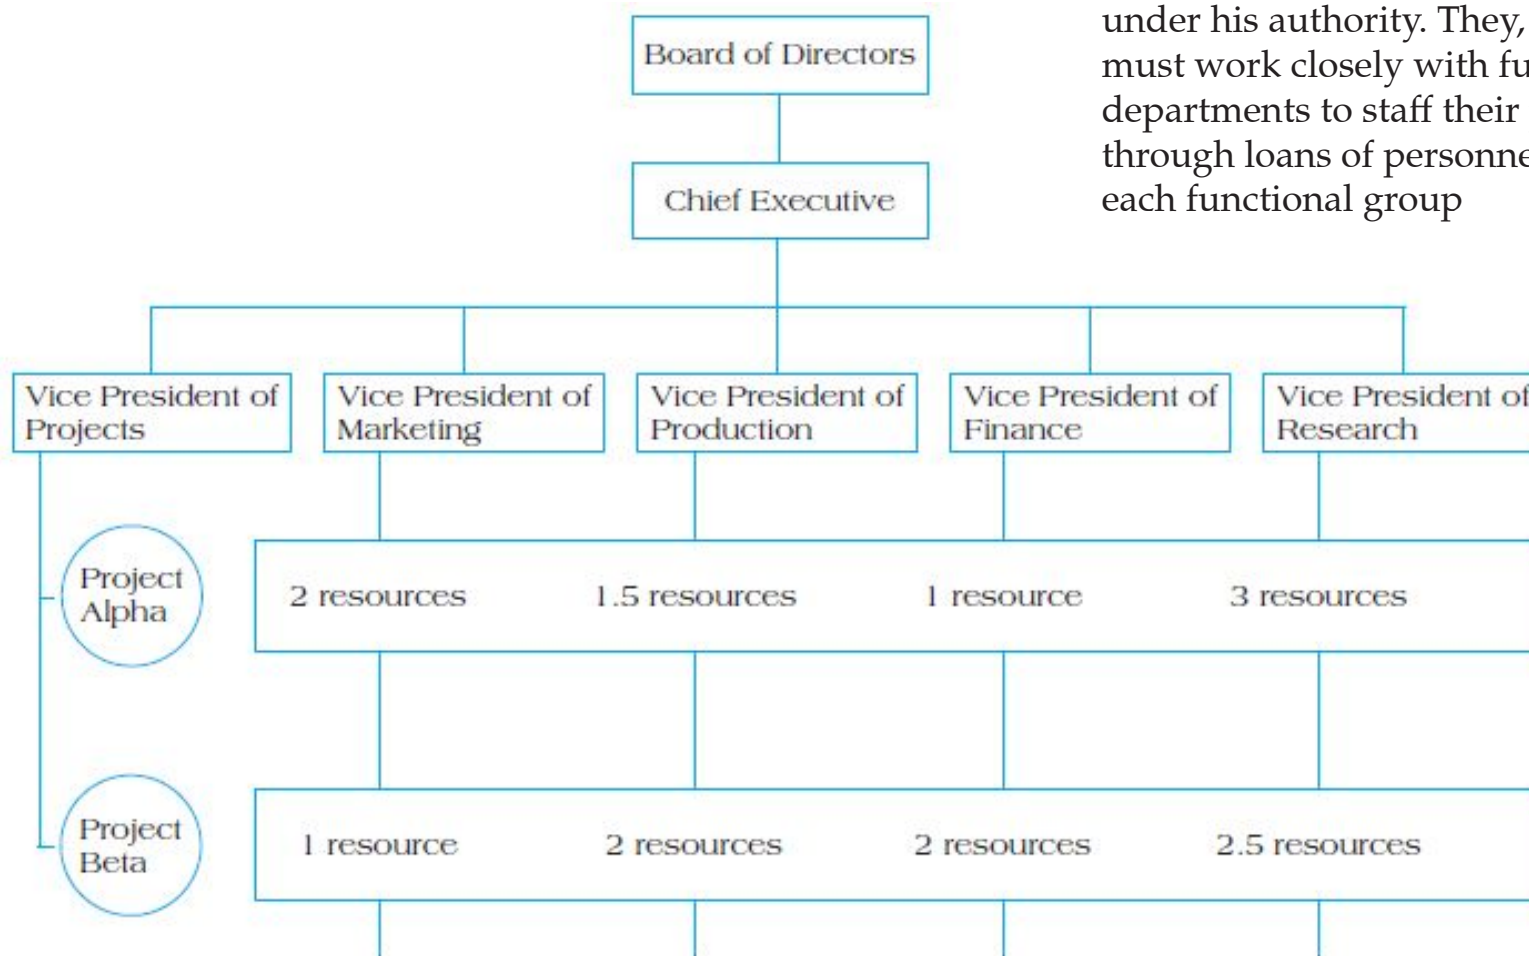 under his authority. They,
must work closely with
departments to staff their
through loans of
each functional group
Board of Directors
Chief Executive
Vice President of
Projects
Vice President of
Marketing
Vice President of
Production
Vice President of
Finance
Vice President of
Research
Project
Alpha
2 resources
1.5 resources
1 resource
3 resources
Project
Beta
1 resource
2 resources
2 resources
2.5 resources